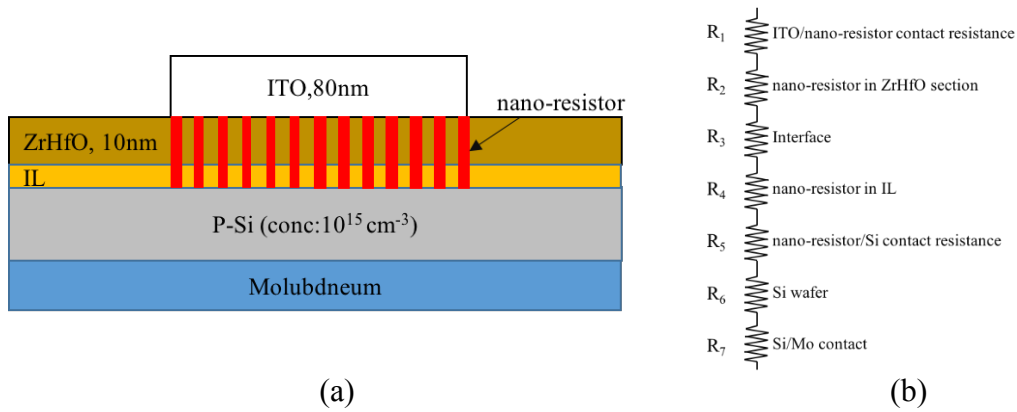 ITO,80nm
nano-resistor
ZrHfO, 10nm
IL
P-Si (conc:10¹⁵ cm⁻³)
Molubdneum
(a)
R₁ ITO/nano-resistor contact resistance
R₂ nano-resistor in ZrHfO section
R₃ Interface
R₄ nano-resistor in IL
R₅ nano-resistor/Si contact resistance
R₆ Si wafer
R₇ Si/Mo contact
(b)